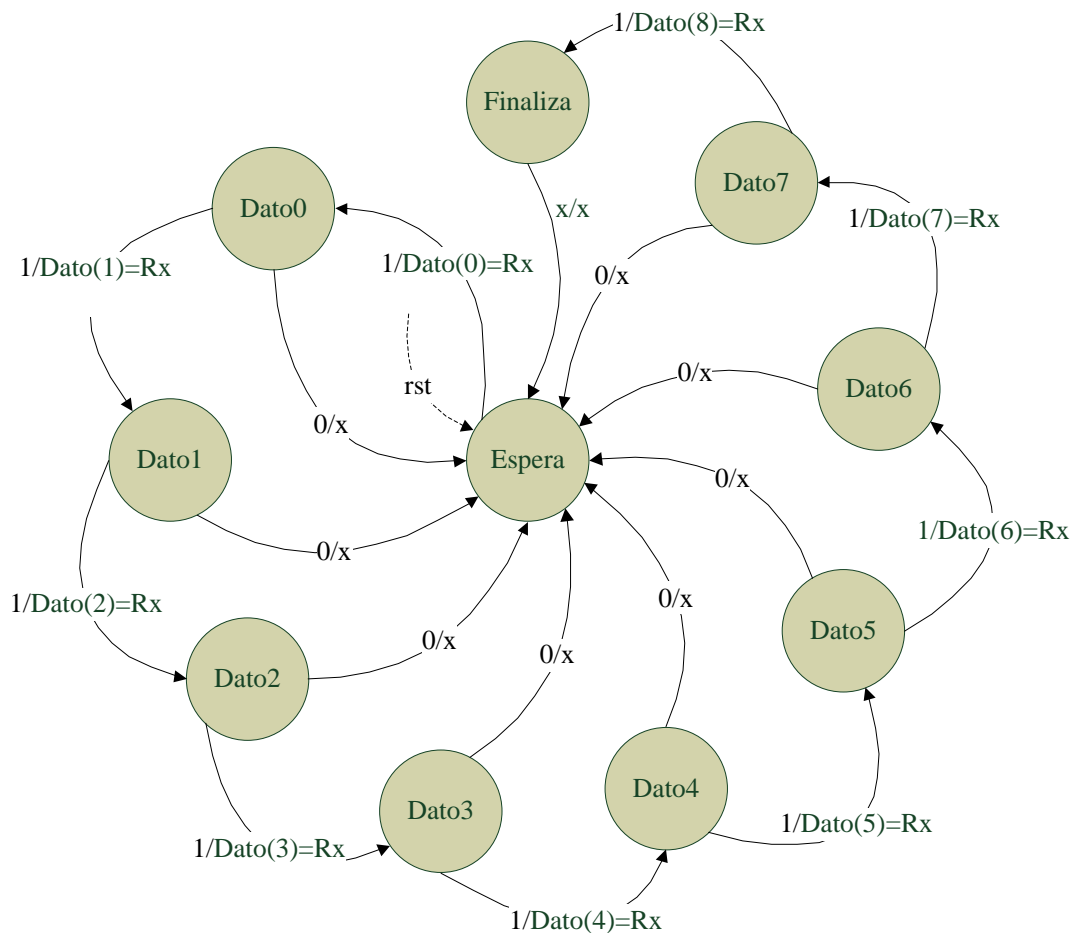 1/Dato(8)=Rx
Finaliza
Dato7
Dato0
x/x
1/Dato(7)=Rx
1/Dato(1)=Rx
1/Dato(0)=Rx
0/x
0/x
rst
Dato6
0/x
Dato1
Espera
0/x
1/Dato(6)=Rx
0/x
0/x
1/Dato(2)=Rx
Dato5
0/x
0/x
Dato2
Dato4
Dato3
1/Dato(5)=Rx
1/Dato(3)=Rx
1/Dato(4)=Rx